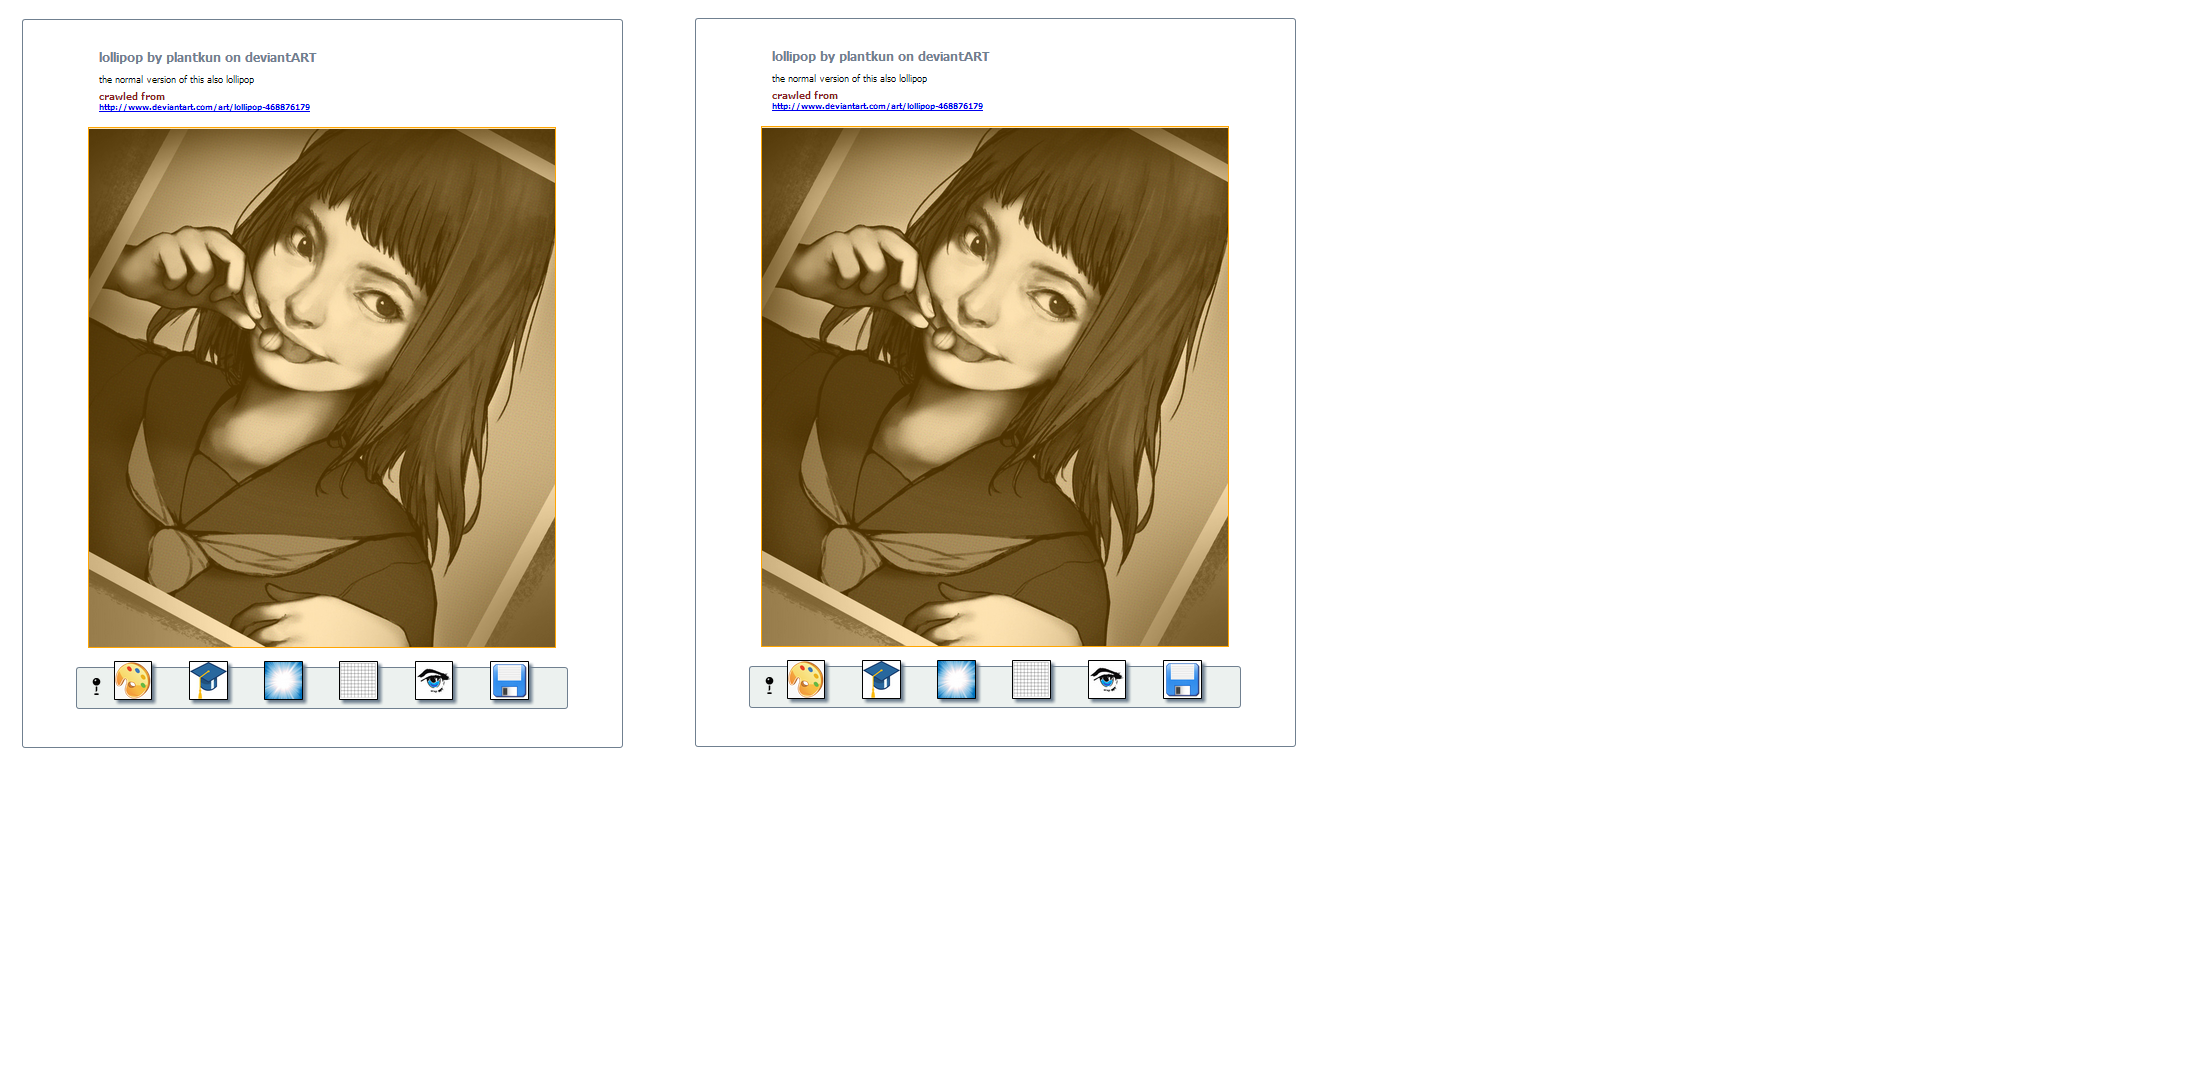 lollipop by plantkun on deviantART
the normal version of this also lollipop
crawled from
http://www.deviantart.com/art/lollipop-468876179
lollipop by plantkun on deviantART
the normal version of this also lollipop
crawled from
http://www.deviantart.com/art/lollipop-468876179